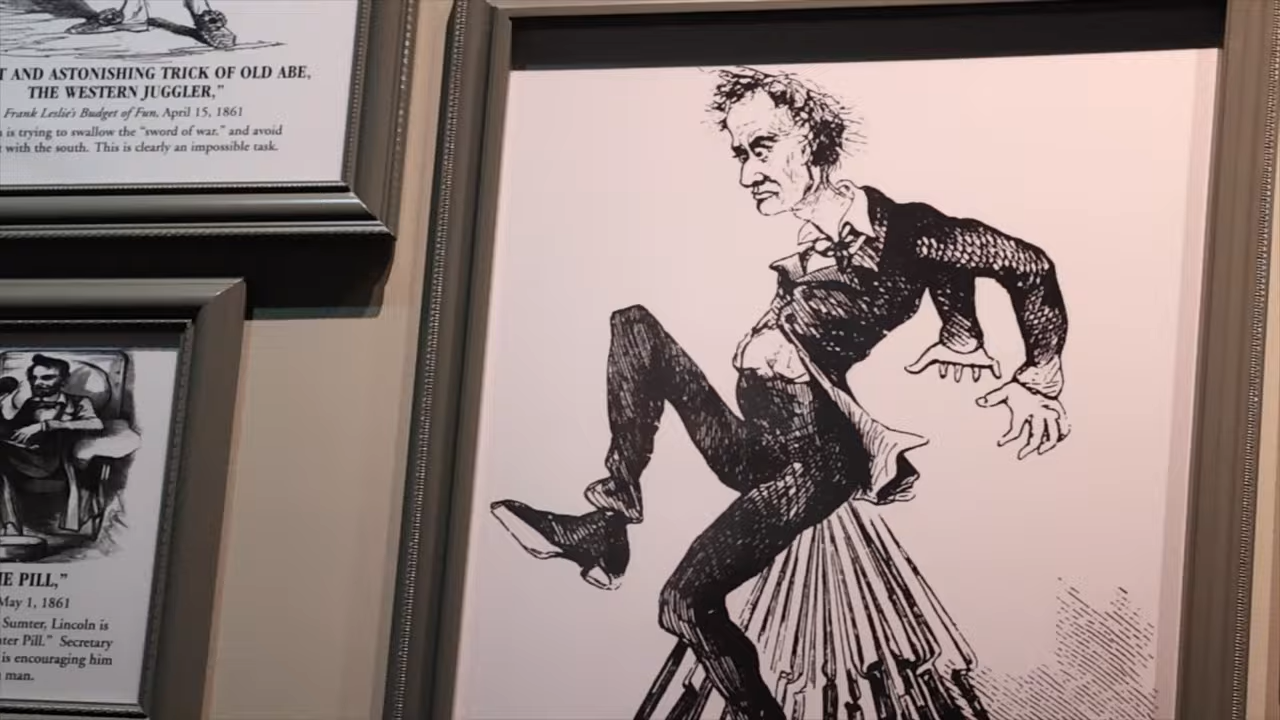 T AND ASTONISHING TRICK OF OLD ABE,
THE WESTERN JUGGLER,”
Frank Leslie's Budget of Fun, April 15, 1861
is trying to swallow the “sword of war.” and avoid
with the south. This is clearly an impossible task.
PILL,”
May 1, 1861
Sumter, Lincoln is
ter Pill.” Secretary
is encouraging him
man.